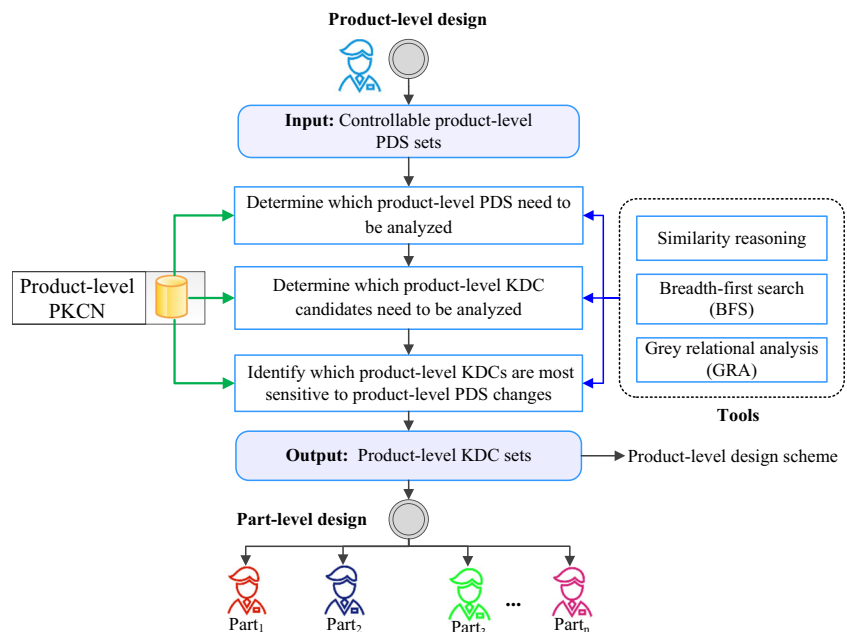 Product-level design
Input: Controllable product-level
PDS sets
Determine which product-level PDS need to
be analyzed
Product-level
PKCN
Determine which product-level KDC
candidates need to be analyzed
Identify which product-level KDCs are most
sensitive to product-level PDS changes
Similarity reasoning
Breadth-first search
(BFS)
Grey relational analysis
(GRA)
Tools
Output: Product-level KDC sets
Product-level design scheme
Part-level design
...
Part1
Part2
Part3
Partn